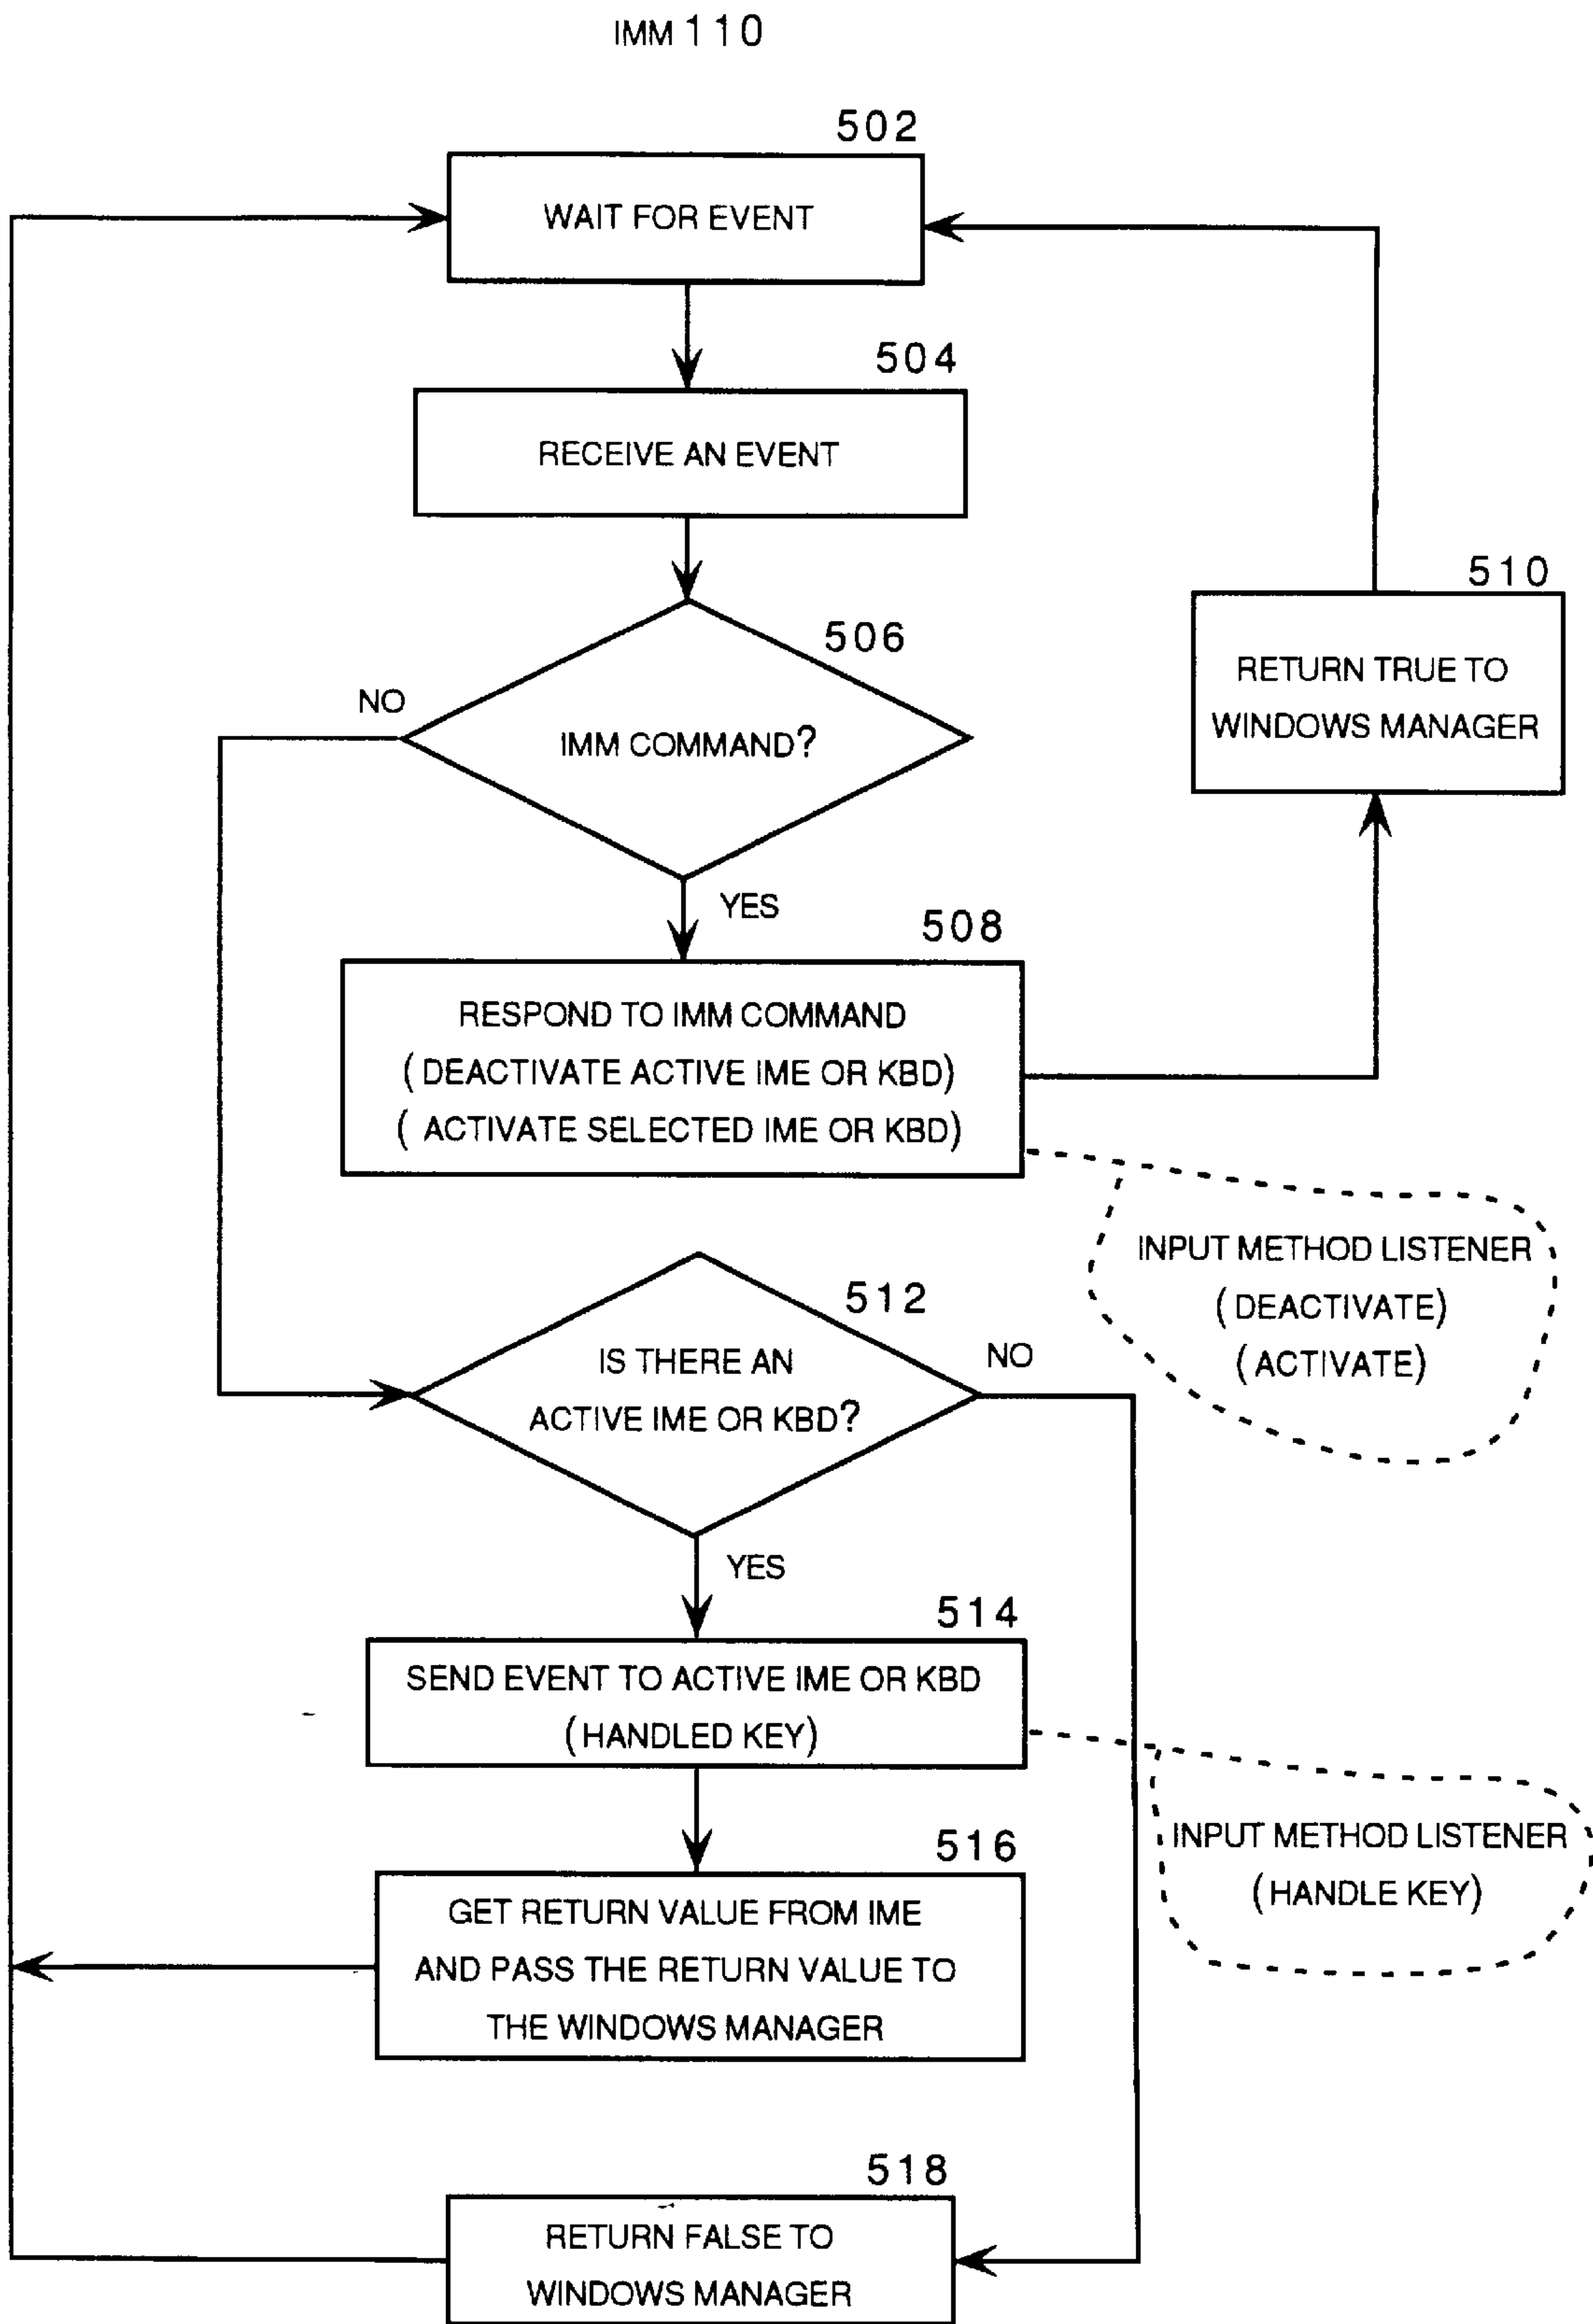 IMM 110
502
WAIT FOR EVENT
504
RECEIVE AN EVENT
510
RETURN TRUE TO
WINDOWS MANAGER
506
NO
IMM COMMAND?
YES
508
RESPOND TO IMM COMMAND
(DEACTIVATE ACTIVE IME OR KBD)
( ACTIVATE SELECTED IME OR KBD)
INPUT METHOD LISTENER
(DEACTIVATE)
(ACTIVATE)
512
NO
IS THERE AN
ACTIVE IME OR KBD?
YES
514
SEND EVENT TO ACTIVE IME OR KBD
(HANDLED KEY)
INPUT METHOD LISTENER
(HANDLE KEY)
516
GET RETURN VALUE FROM IME
AND PASS THE RETURN VALUE TO
THE WINDOWS MANAGER
518
RETURN FALSE TO
WINDOWS MANAGER